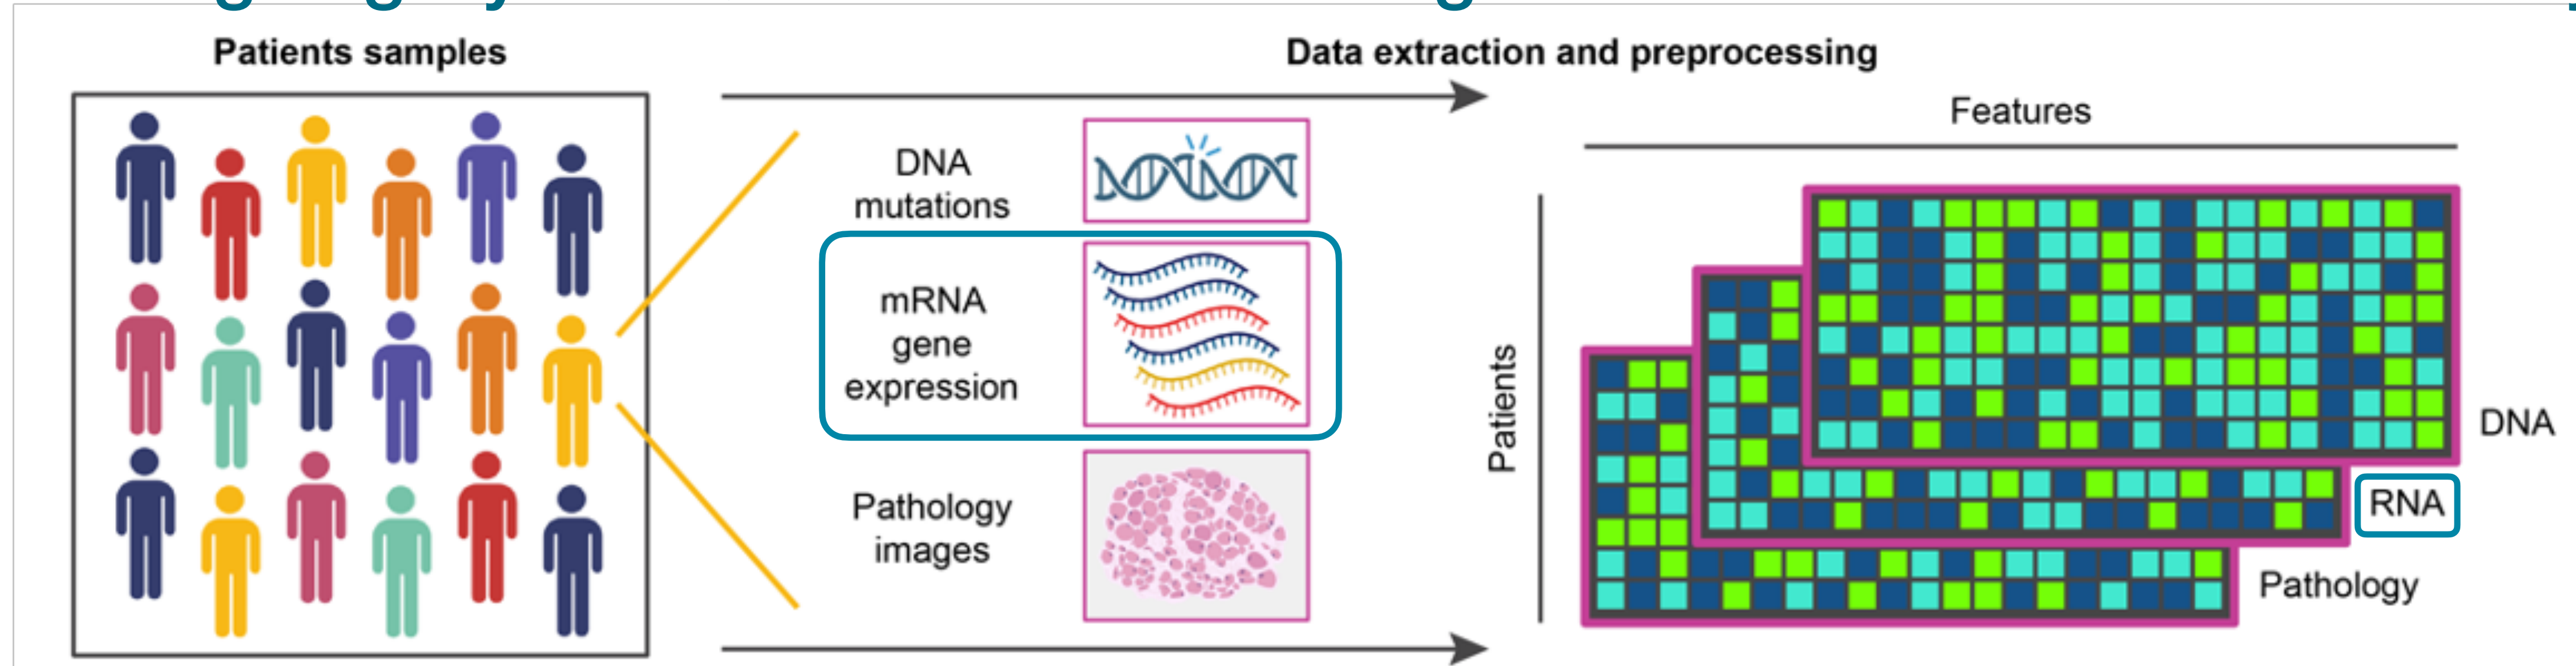 Patients samples
Data extraction and preprocessing
Features
DNA
mutations
mRNA
gene
expression
Pathology
images
Patients
DNA
RNA
Pathology